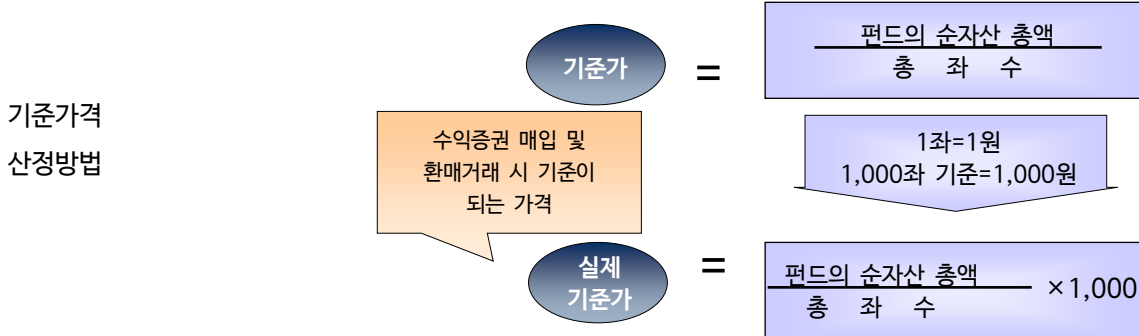 기준가격
산정방법
기준가
=
펀드의 순자산 총액
총 좌 수
수익증권 매입 및
환매거래 시 기준이
되는 가격
1좌=1원
1,000좌 기준=1,000원
실제
기준가
=
펀드의 순자산 총액
총 좌 수
×1,000